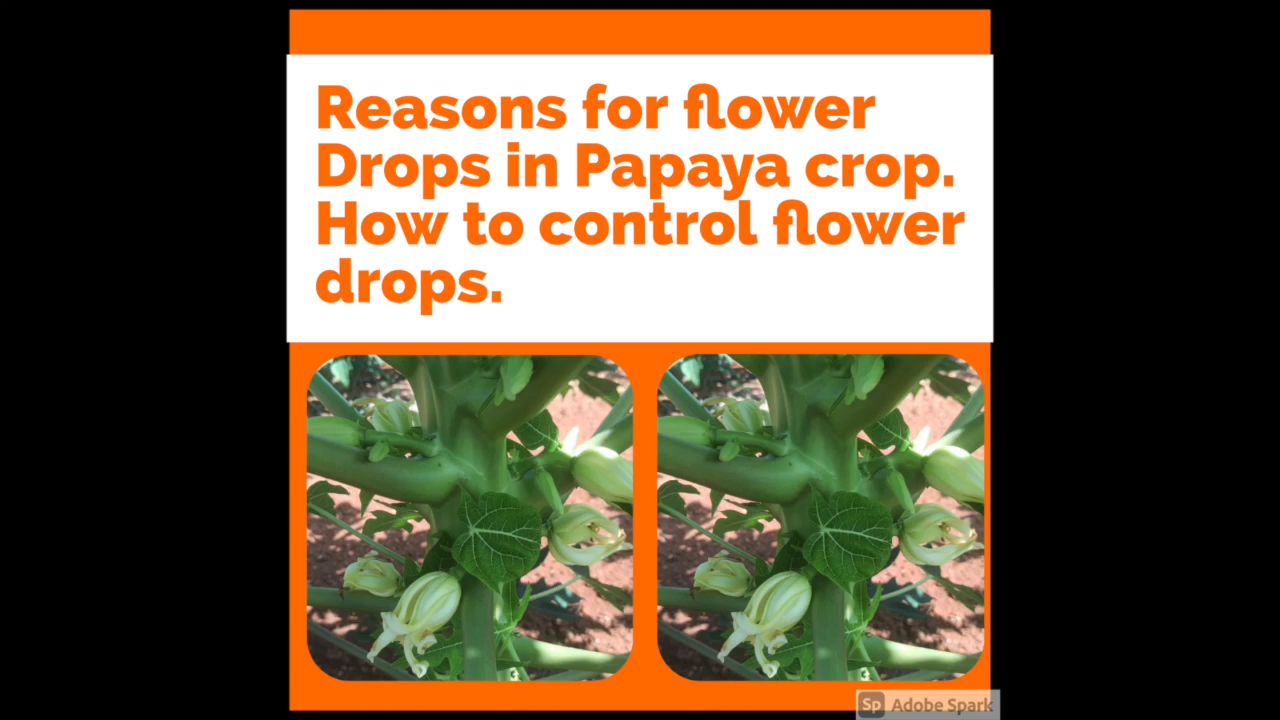 Reasons for flower
Drops in Papaya crop.
How to control flower
drops.
Sp Adobe Spark